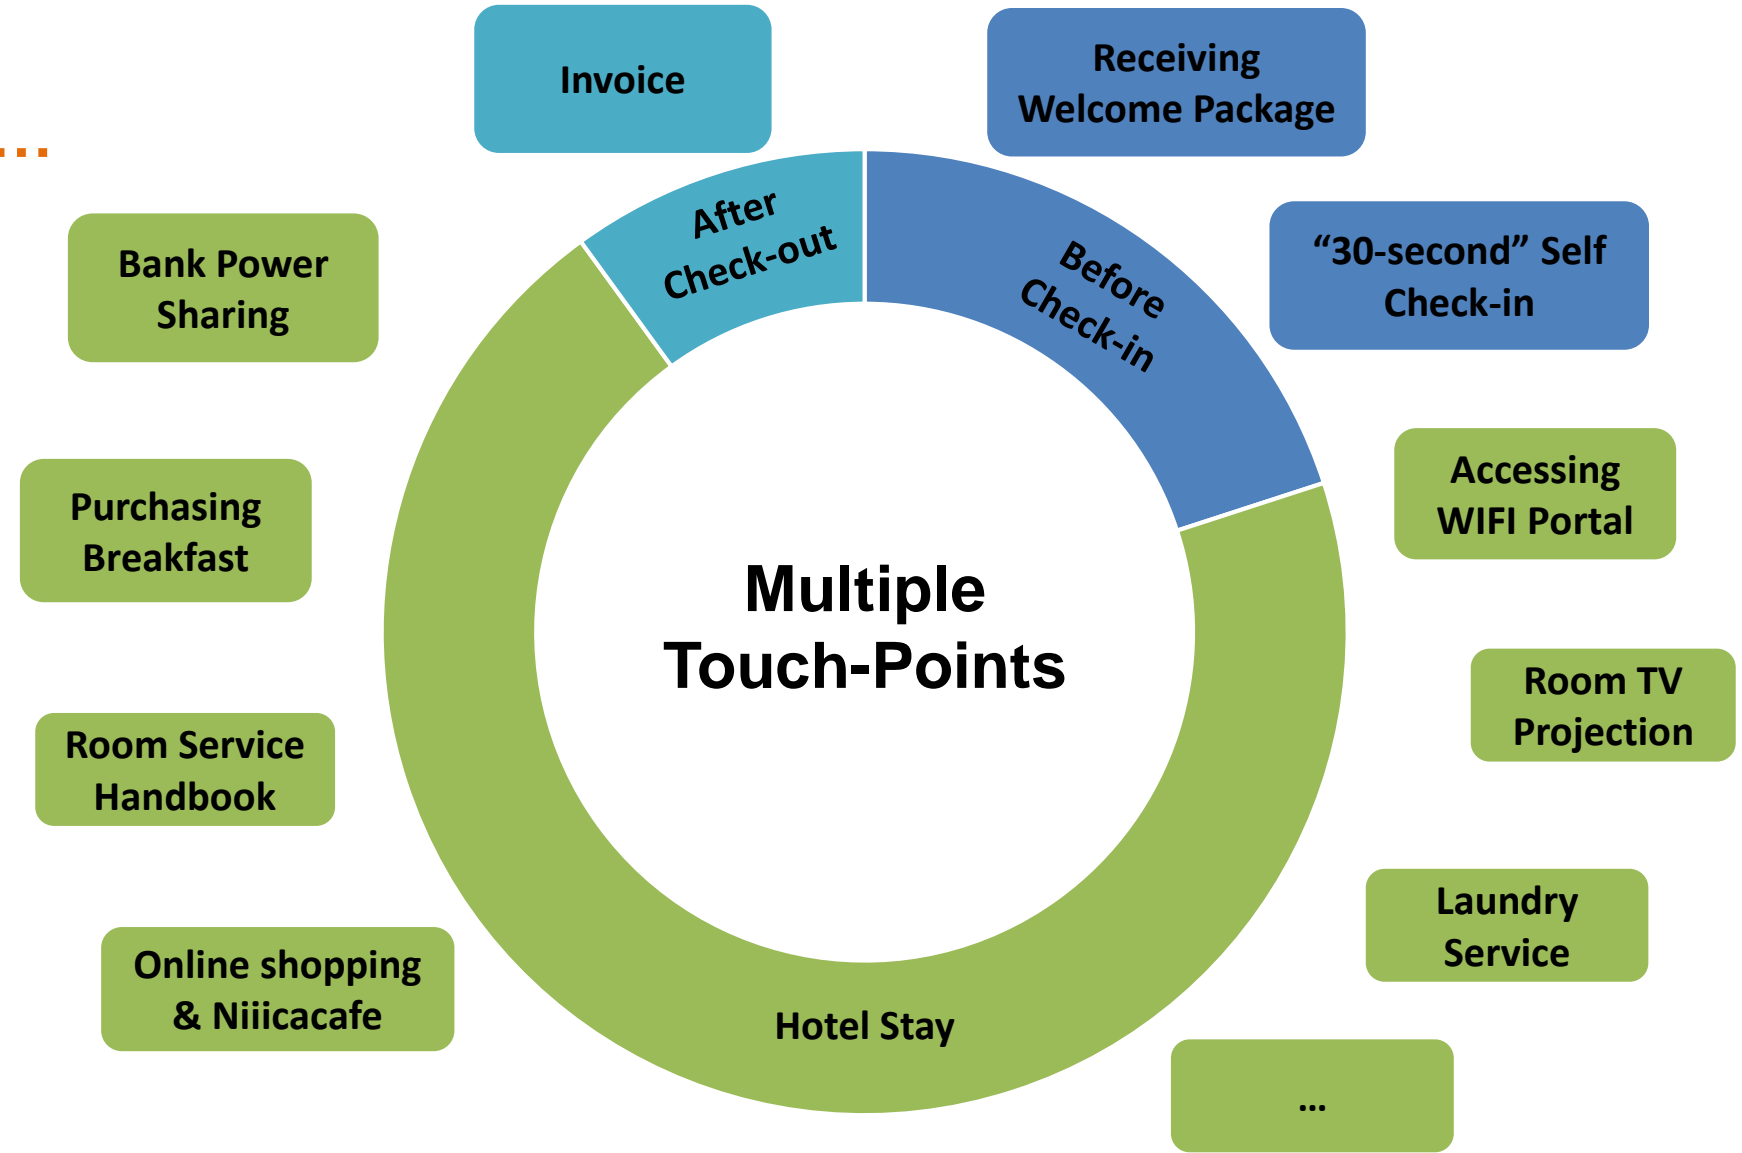 ...
Invoice
Receiving
Welcome Package
“30-second” Self
Check-in
Accessing
WIFI Portal
Room TV
Projection
Laundry
Service
...
Online shopping
& Niiicacafe
Room Service
Handbook
Purchasing
Breakfast
Bank Power
Sharing
After
Check-out
Before
Check-in
Hotel Stay
Multiple
Touch-Points